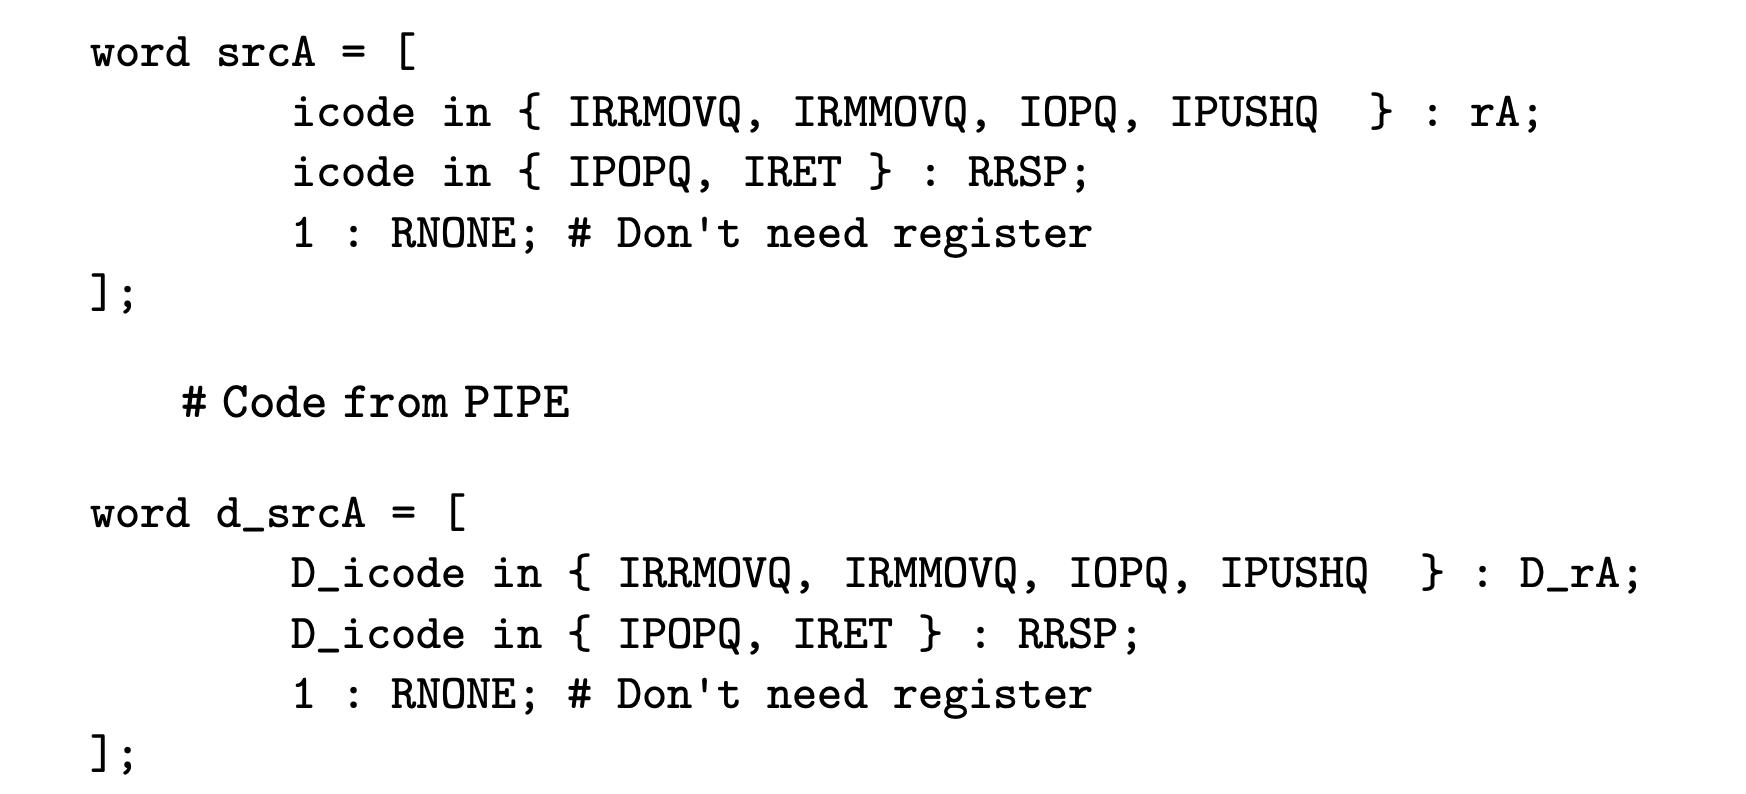 word srcA = [
icode in { IRRMOVQ, IRMMOVQ, IOPQ, IPUSHQ  } : rA;
icode in { IPOPQ, IRET } : RRSP;
1 : RNONE; # Don't need register
];
# Code from PIPE
word d_srcA = [
D_icode in { IRRMOVQ, IRMMOVQ, IOPQ, IPUSHQ  } : D_rA;
D_icode in { IPOPQ, IRET } : RRSP;
1 : RNONE; # Don't need register
];